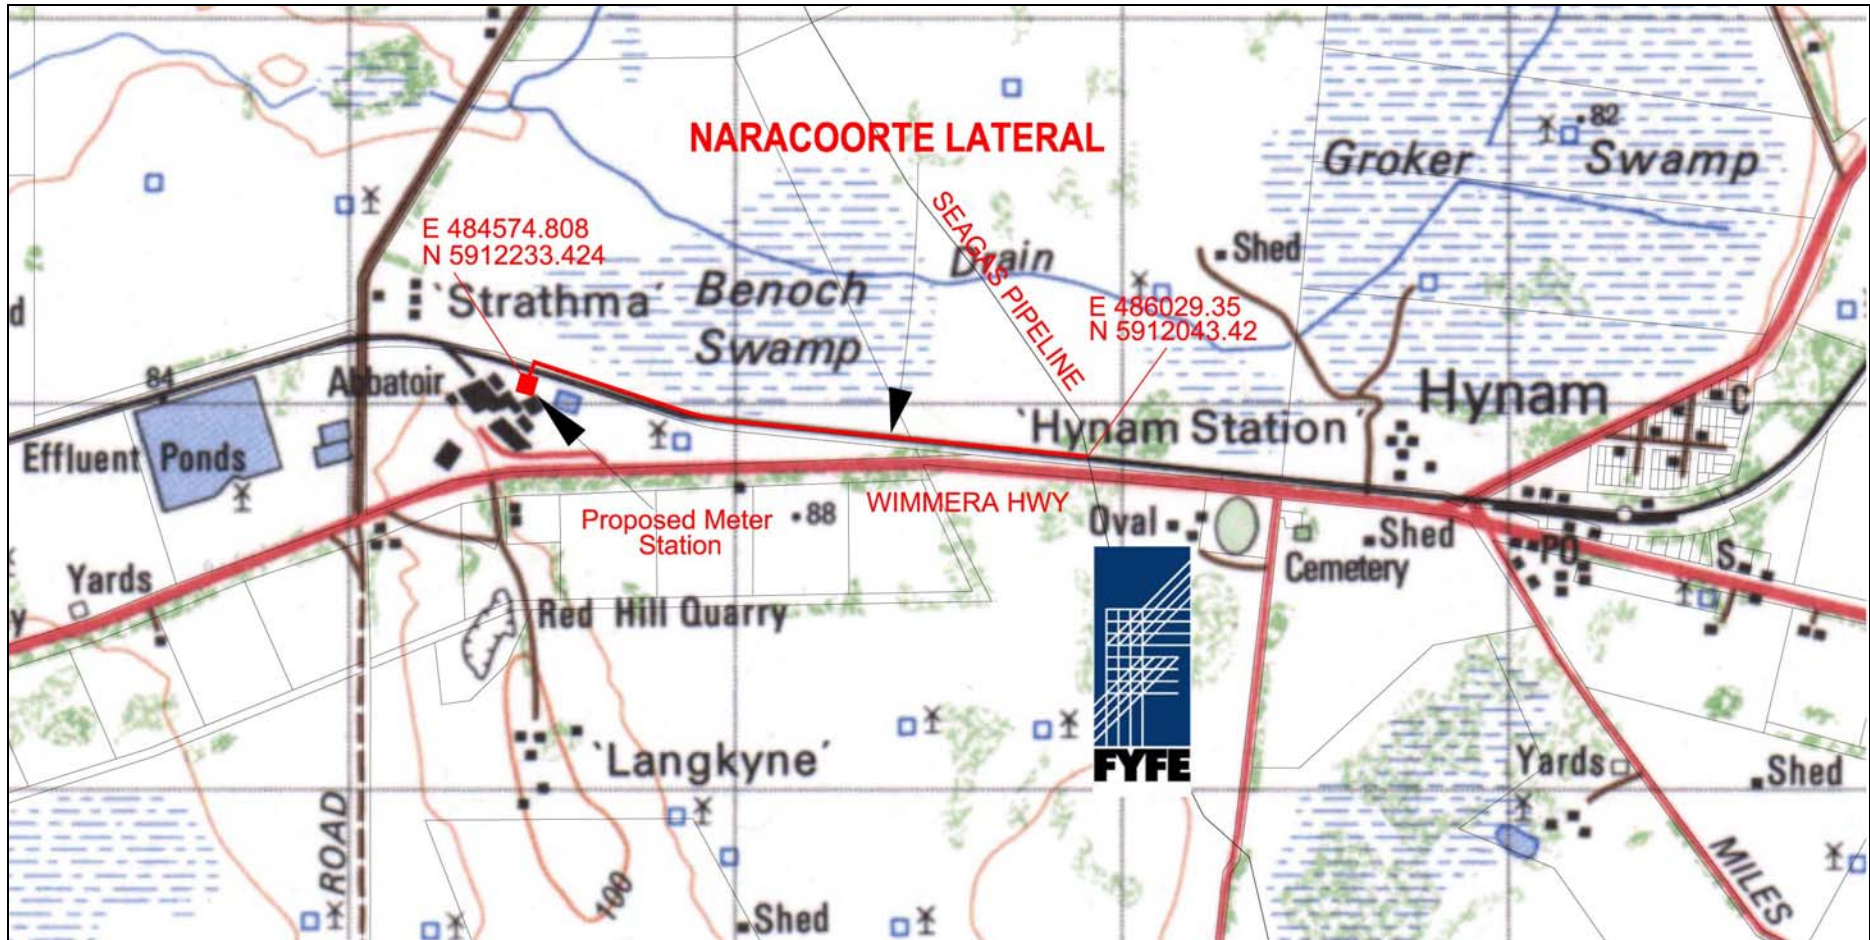 82
NARACOORTE LATERAL
Groker Swamp
SEAGAS PIPELINE
E 484574.808
N 5912233.424
Drain
Shed
'Strathma'
Benoch
Swamp
E 486029.35
N 5912043.42
d
84
Abbatoir
Hynam
C
'Hynam Station'
Effluent Ponds
WIMMERA HWY
Proposed Meter
Station
88
Oval
Shed
PO
S
Cemetery
Yards
y
Red Hill Quarry
FYFE
'Langkyne'
Yards
Shed
ROAD
100
MILES
Shed